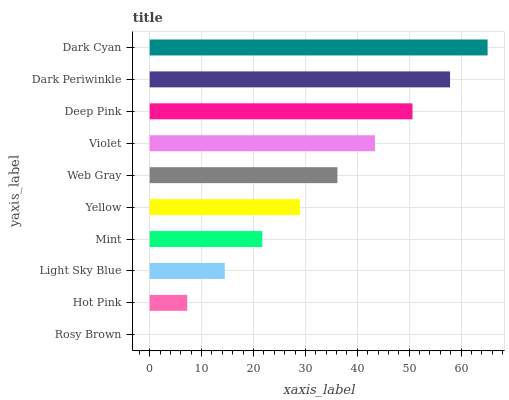 title
Dark Cyan
Dark Periwinkle
Deep Pink
Violet
Web Gray
Yellow
Mint
Light Sky Blue
Hot Pink
Rosy Brown
yaxis_label
0 10 20 30 40 50 60
xaxis_label